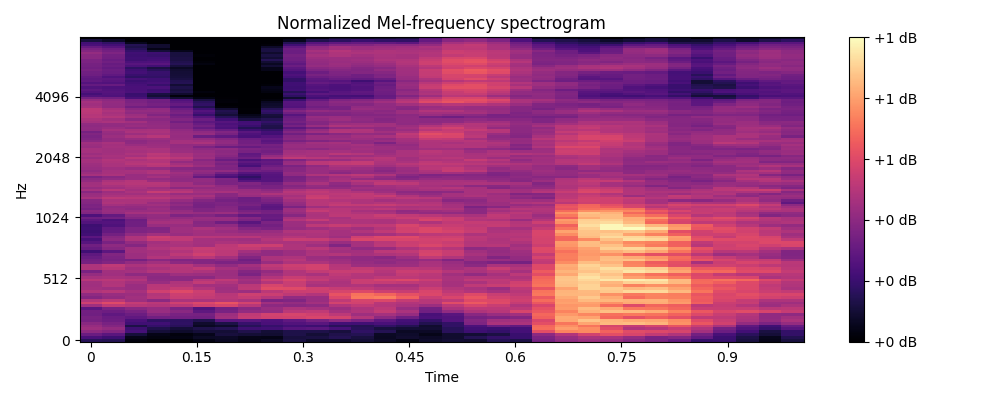 Normalized Mel-frequency spectrogram
Hz
4096
2048
1024
512
0
0 0.15 0.3 0.45 0.6 0.75 0.9
Time
+1 dB
+1 dB
+1 dB
+0 dB
+0 dB
+0 dB